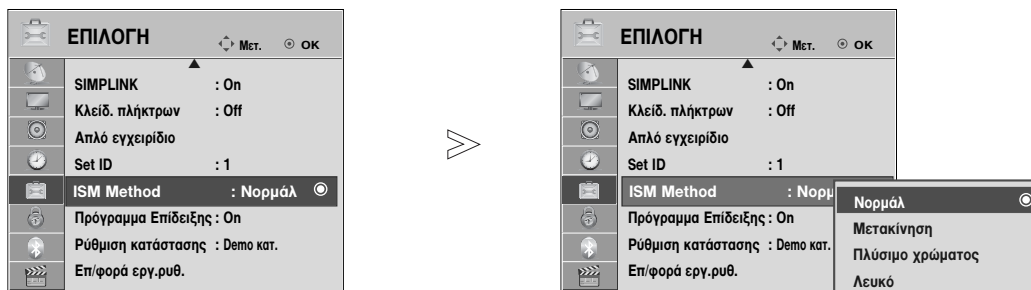 ΕΠΙΛΟΓΗ Μετ. OK
SIMPLINK : On
Κλείδ. πλήκτρων : Off
Απλό εγχειρίδιο
Set ID : 1
ISM Method : Νορμάλ
Πρόγραμμα Επίδειξης : On
Ρύθμιση κατάστασης : Demo κατ.
Επ/φορά εργ.ρυθ.
ΕΠΙΛΟΓΗ Μετ. OK
SIMPLINK : On
Κλείδ. πλήκτρων : Off
Απλό εγχειρίδιο
Set ID : 1
ISM Method : Νορμ
Πρόγραμμα Επίδειξης : On
Ρύθμιση κατάστασης : Demo κατ.
Επ/φορά εργ.ρυθ.
Νορμάλ
Μετακίνηση
Πλύσιμο χρώματος
Λευκό